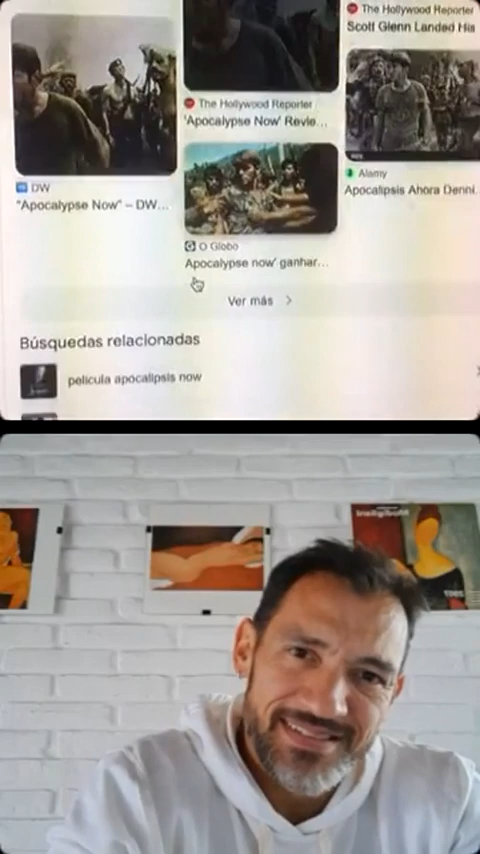 The Hollywood Reporter
Scott Glenn Landed His
The Hollywood Reporter
'Apocalypse Now' Revie...
DW
"Apocalypse Now" – DW...
Alamy
Apocalipsis Ahora Denni
O Globo
Apocalypse now' ganhar...
Ver más
Búsquedas relacionadas
pelicula apocalipsis now